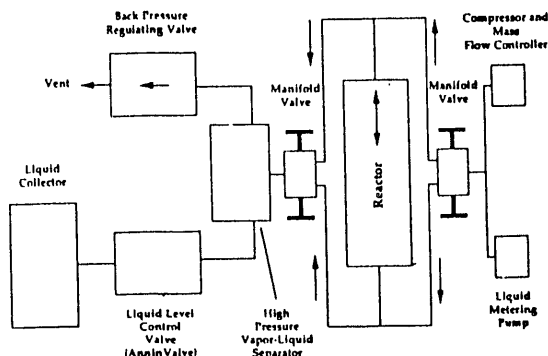 Back Pressure
Regulating Valve
Compressor and
Mass
Flow Controller
Vent
Manifold
Valve
Manifold
Valve
Liquid
Collector
Reactor
Liquid Level
Control
Valve
(Annin Valve)
High
Pressure
Vapor-Liquid
Separator
Liquid
Metering
Pump